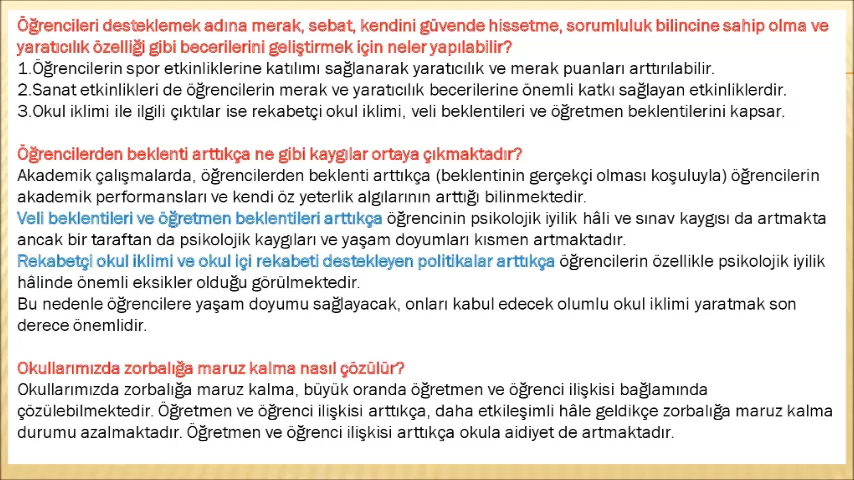 Öğrencileri desteklemek adına merak, sebat, kendini güvende hissetme, sorumluluk bilincine sahip olma ve
yaratıcılık özelliği gibi becerilerini geliştirmek için neler yapılabilir?
1.Öğrencilerin spor etkinliklerine katılımı sağlanarak yaratıcılık ve merak puanları arttırılabilir.
2.Sanat etkinlikleri de öğrencilerin merak ve yaratıcılık becerilerine önemli katkı sağlayan etkinliklerdir.
3.Okul iklimi ile ilgili çıktılar ise rekabetçi okul iklimi, veli beklentileri ve öğretmen beklentilerini kapsar.
Öğrencilerden beklenti arttıkça ne gibi kaygılar ortaya çıkmaktadır?
Akademik çalışmalarda, öğrencilerden beklenti arttıkça (beklentinin gerçekçi olması koşuluyla) öğrencilerin
akademik performansları ve kendi öz yeterlik algılarının arttığı bilinmektedir.
Veli beklentileri ve öğretmen beklentileri arttıkça öğrencinin psikolojik iyilik hâli ve sınav kaygısı da artmakta
ancak bir taraftan da psikolojik kaygıları ve yaşam doyumları kısmen artmaktadır.
Rekabetçi okul iklimi ve okul içi rekabeti destekleyen politikalar arttıkça öğrencilerin özellikle psikolojik iyilik
hâlinde önemli eksikler olduğu görülmektedir.
Bu nedenle öğrencilere yaşam doyumu sağlayacak, onları kabul edecek olumlu okul iklimi yaratmak son
derece önemlidir.
Okullarımızda zorbalığa maruz kalma nasıl çözülür?
Okullarımızda zorbalığa maruz kalma, büyük oranda öğretmen ve öğrenci ilişkisi bağlamında
çözülebilmektedir. Öğretmen ve öğrenci ilişkisi arttıkça, daha etkileşimli hâle geldikçe zorbalığa maruz kalma
durumu azalmaktadır. Öğretmen ve öğrenci ilişkisi arttıkça okula aidiyet de artmaktadır.